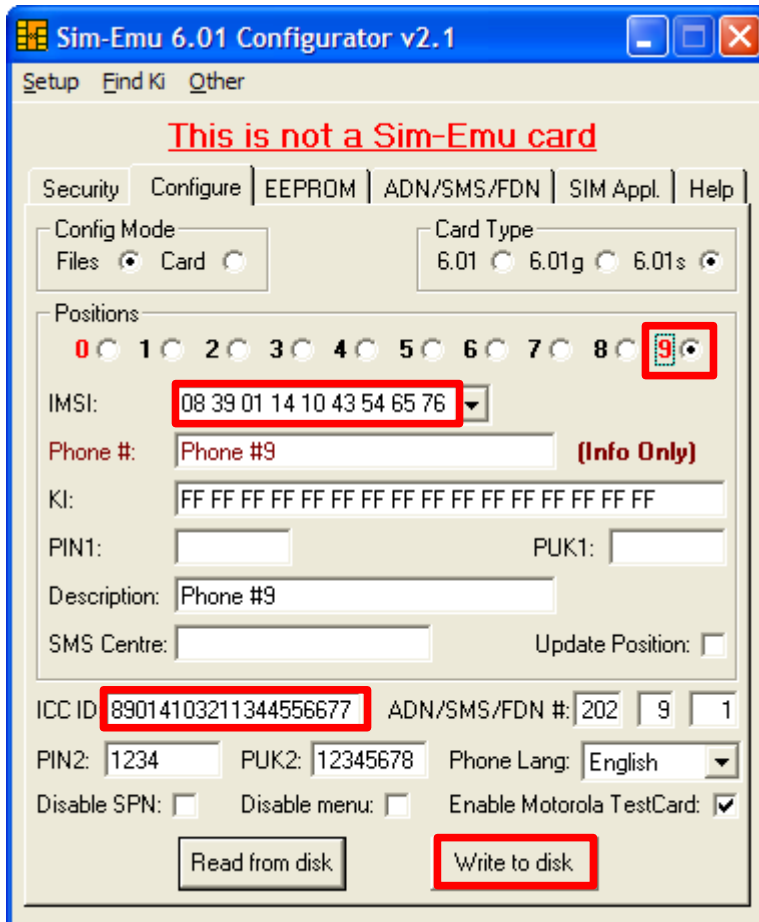 Sim-Emu 6.01 Configurator v2.1
Setup Find Ki Other
This is not a Sim-Emu card
Security Configure EEPROM ADN/SMS/FDN SIM Appl. Help
Config Mode Card Type
Files Card 6.01 6.01g 6.01s
Positions
0 1 2 3 4 5 6 7 8 9
IMSI: 08 39 01 14 10 43 54 65 76
Phone #: Phone #9 (Info Only)
KI: FF FF FF FF FF FF FF FF FF FF FF FF FF FF FF FF
PIN1: PUK1:
Description: Phone #9
SMS Centre: Update Position:
ICC ID: 89014103211344556677 ADN/SMS/FDN #: 202 9 1
PIN2: 1234 PUK2: 12345678 Phone Lang: English
Disable SPN: Disable menu: Enable Motorola TestCard:
Read from disk Write to disk